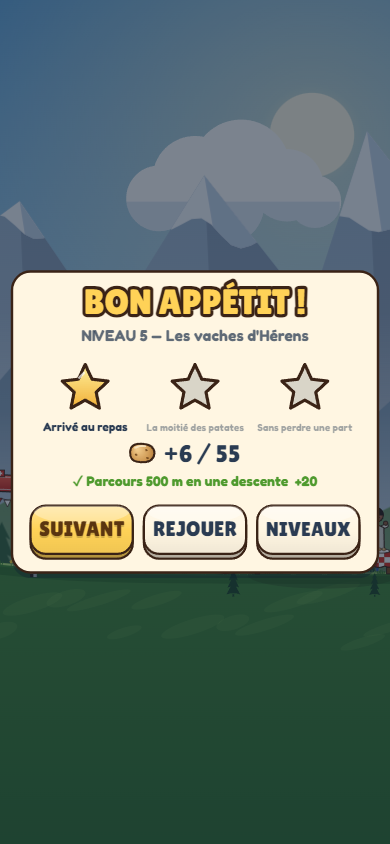 BON APPÉTIT !
NIVEAU 5 – Les vaches d'Hérens
Arrivé au repas
La moitié des patates
Sans perdre une part
+6 / 55
✓ Parcours 500 m en une descente +20
SUIVANT
REJOUER
NIVEAUX